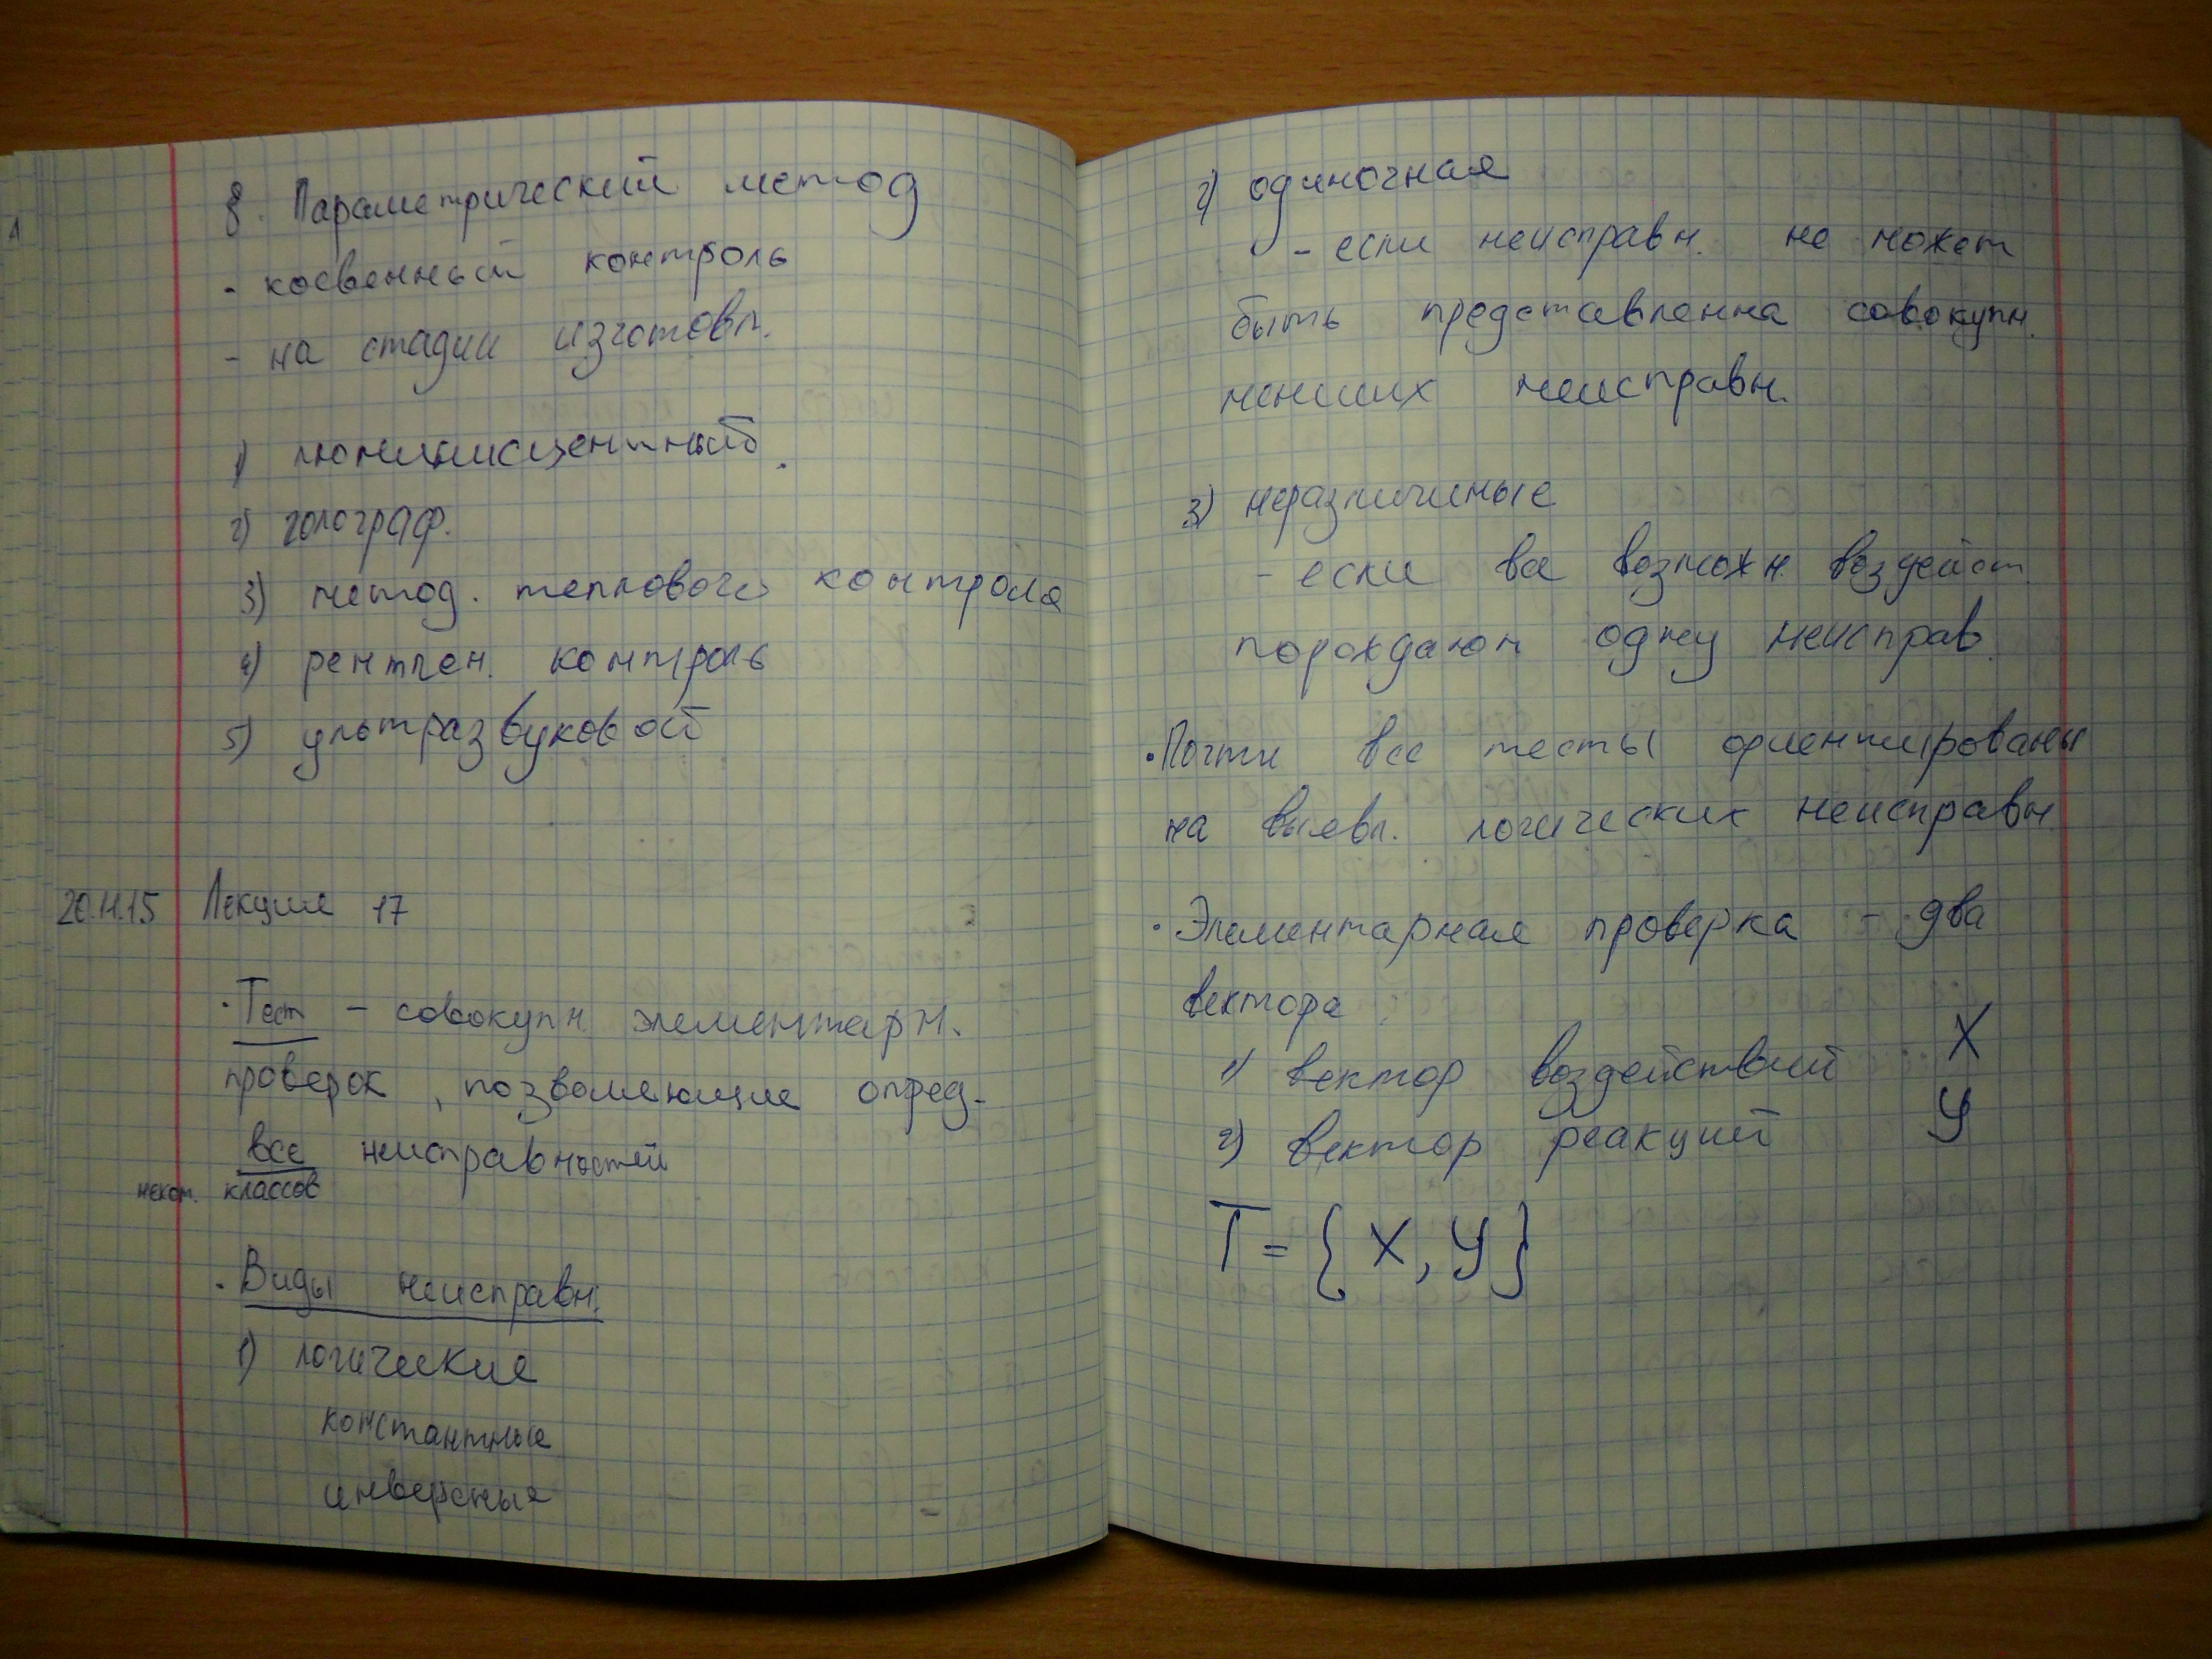 8. Параметрический метод
- косвенный контроль
- на стадии изготовл.
1)
2) голограф.
3) метод. теплового контроля
4) рентген. контроль
5) ультразвуковой
20.11.15 Лекция 17
· Тест – совокупн. элементарн.
проверок, позволяющие опред.
все неисправностей
некот. классов
· Виды неисправн:
1) логические
константные
инверсные
2) одиночная
- если неисправн. не может
быть представленна совокупн.
менших неисправн.
3) неразличимые
- если все возможн. воздейст.
порождают одну неисправ.
· Почти все тесты ориентированы
на выявл. логических неисправн.
· Элементарная проверка - два
вектора
1) вектор воздействий X
2) вектор реакций У
T = { X, У }